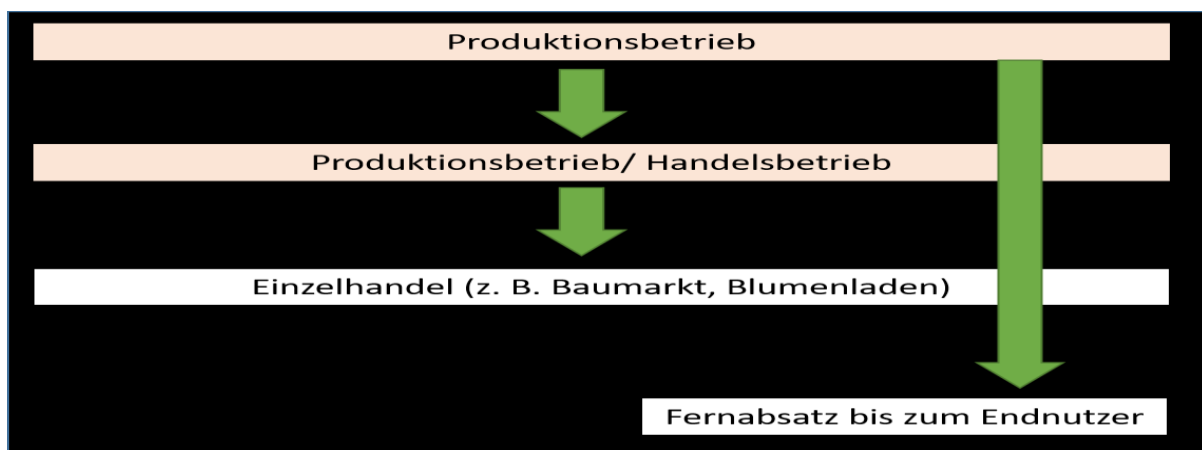 Produktionsbetrieb
Produktionsbetrieb/ Handelsbetrieb
Einzelhandel (z. B. Baumarkt, Blumenladen)
Fernabsatz bis zum Endnutzer